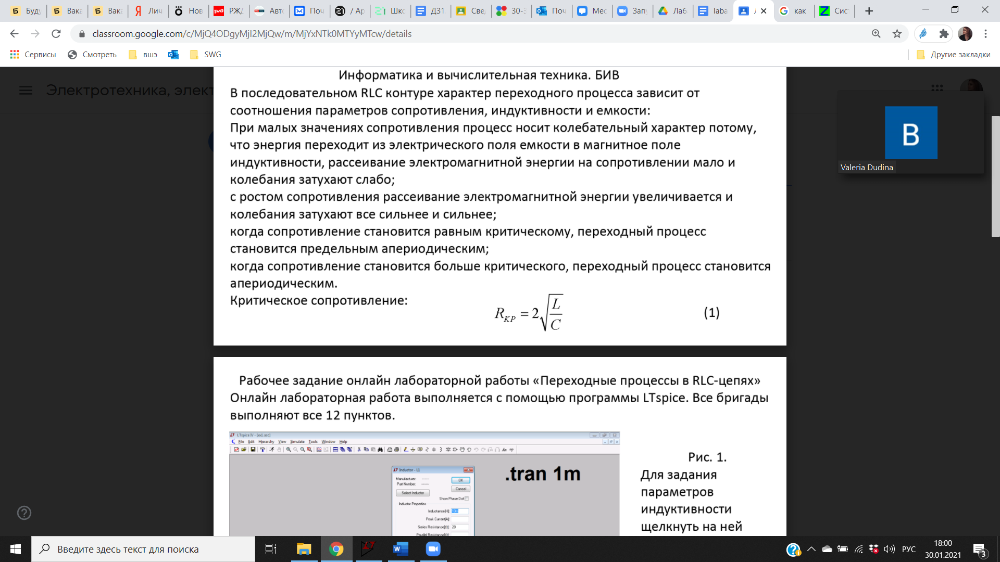 Буду
Вака
Вака
Лич
Нов
РЖД
Авто
Поч
/ Ар
Шко
ДЗ1
Свед
30-3
Поч
Мес
Запу
Лаб
laba
как
Сист
classroom.google.com/c/MjQ4ODgyMjI2MjQw/m/MjYxNTk0MTYyMTcw/details
Сервисы
Смотреть
вшэ
SWG
Другие закладки
Электротехника, элект
Информатика и вычислительная техника. БИВ
В последовательном RLC контуре характер переходного процесса зависит от
соотношения параметров сопротивления, индуктивности и емкости:
При малых значениях сопротивления процесс носит колебательный характер потому,
что энергия переходит из электрического поля емкости в магнитное поле
индуктивности, рассеивание электромагнитной энергии на сопротивлении мало и
колебания затухают слабо;
с ростом сопротивления рассеивание электромагнитной энергии увеличивается и
колебания затухают все сильнее и сильнее;
когда сопротивление становится равным критическому, переходный процесс
становится предельным апериодическим;
когда сопротивление становится больше критического, переходный процесс становится
апериодическим.
Критическое сопротивление:
R_КР = 2√(L/C) (1)
B
Valeria Dudina
Рабочее задание онлайн лабораторной работы «Переходные процессы в RLC-цепях»
Онлайн лабораторная работа выполняется с помощью программы LTspice. Все бригады
выполняют все 12 пунктов.
LTspice IV - [ed..asc]
File Edit Hierarchy View Simulate Tools Window Help
.tran 1m
Inductor - L1
Manufacturer: ------
Part Number: ------
OK
Cancel
Select Inductor
Show Phase Dot
Inductor Properties
Inductance[H]: 10m
Peak Current[A]:
Series Resistance[Ω]: 28
Parallel Resistance[Ω]:
Рис. 1.
Для задания
параметров
индуктивности
щелкнуть на ней
Введите здесь текст для поиска
РУС
18:00
30.01.2021
3